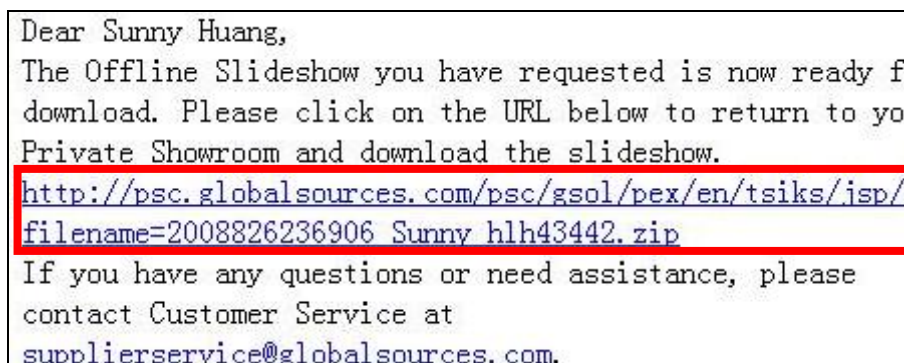 Dear Sunny Huang,
The Offline Slideshow you have requested is now ready f
download. Please click on the URL below to return to yo
Private Showroom and download the slideshow.
http://psc.globalsources.com/psc/gsol/pex/en/tsiks/jsp/
filename=2008826236906_Sunny_hlh43442.zip
If you have any questions or need assistance, please
contact Customer Service at
supplierservice@globalsources.com.